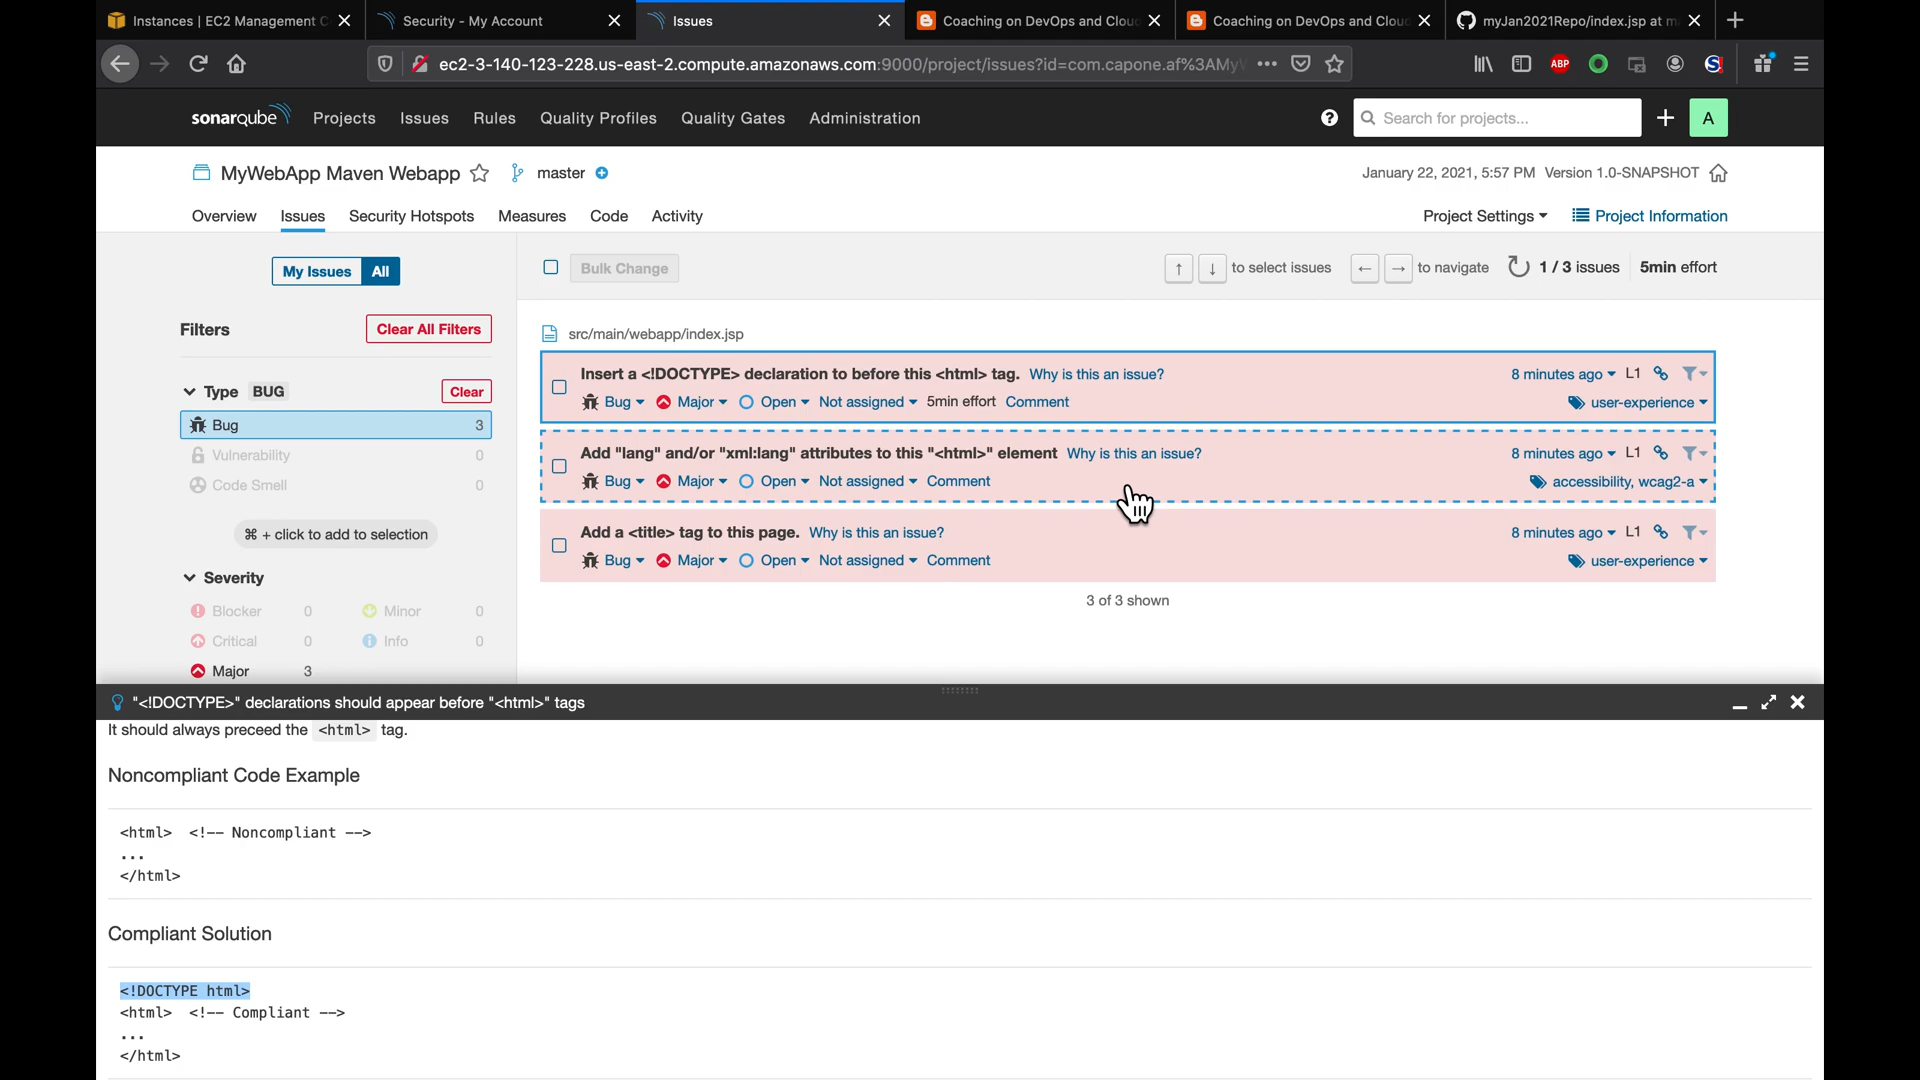 Instances | EC2 Management C
Security - My Account
Issues
Coaching on DevOps and Cloud
Coaching on DevOps and Cloud
myJan2021Repo/index.jsp at m
ec2-3-140-123-228.us-east-2.compute.amazonaws.com:9000/project/issues?id=com.capone.af%3AMyW
ABP
sonarqube Projects Issues Rules Quality Profiles Quality Gates Administration
Search for projects...
A
MyWebApp Maven Webapp master
January 22, 2021, 5:57 PM Version 1.0-SNAPSHOT
Overview Issues Security Hotspots Measures Code Activity
Project Settings Project Information
My Issues All
Bulk Change
↑ ↓ to select issues ← → to navigate 1 / 3 issues 5min effort
Filters
Clear All Filters
Type BUG Clear
Bug 3
Vulnerability 0
Code Smell 0
⌘ + click to add to selection
Severity
Blocker 0 Minor 0
Critical 0 Info 0
Major 3
src/main/webapp/index.jsp
Insert a <!DOCTYPE> declaration to before this <html> tag. Why is this an issue?
8 minutes ago L1
Bug Major Open Not assigned 5min effort Comment
user-experience
Add "lang" and/or "xml:lang" attributes to this "<html>" element Why is this an issue?
8 minutes ago L1
Bug Major Open Not assigned Comment
accessibility, wcag2-a
Add a <title> tag to this page. Why is this an issue?
8 minutes ago L1
Bug Major Open Not assigned Comment
user-experience
3 of 3 shown
"<!DOCTYPE>" declarations should appear before "<html>" tags
It should always preceed the <html> tag.
Noncompliant Code Example
<html> <!-- Noncompliant -->
...
</html>
Compliant Solution
<!DOCTYPE html>
<html> <!-- Compliant -->
...
</html>